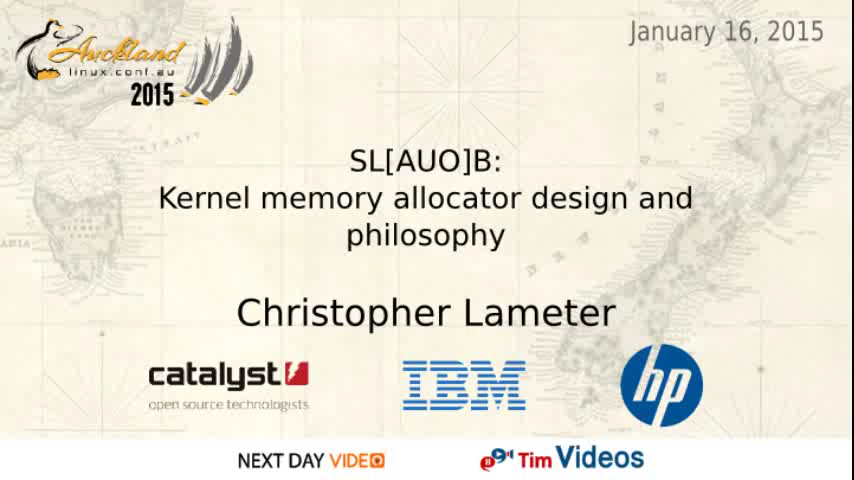 January 16, 2015
Auckland
linux.conf.au
2015
SL[AUO]B:
Kernel memory allocator design and
philosophy
Christopher Lameter
catalyst
open source technologists
IBM
hp
NEXT DAY VIDEO
Tim Videos